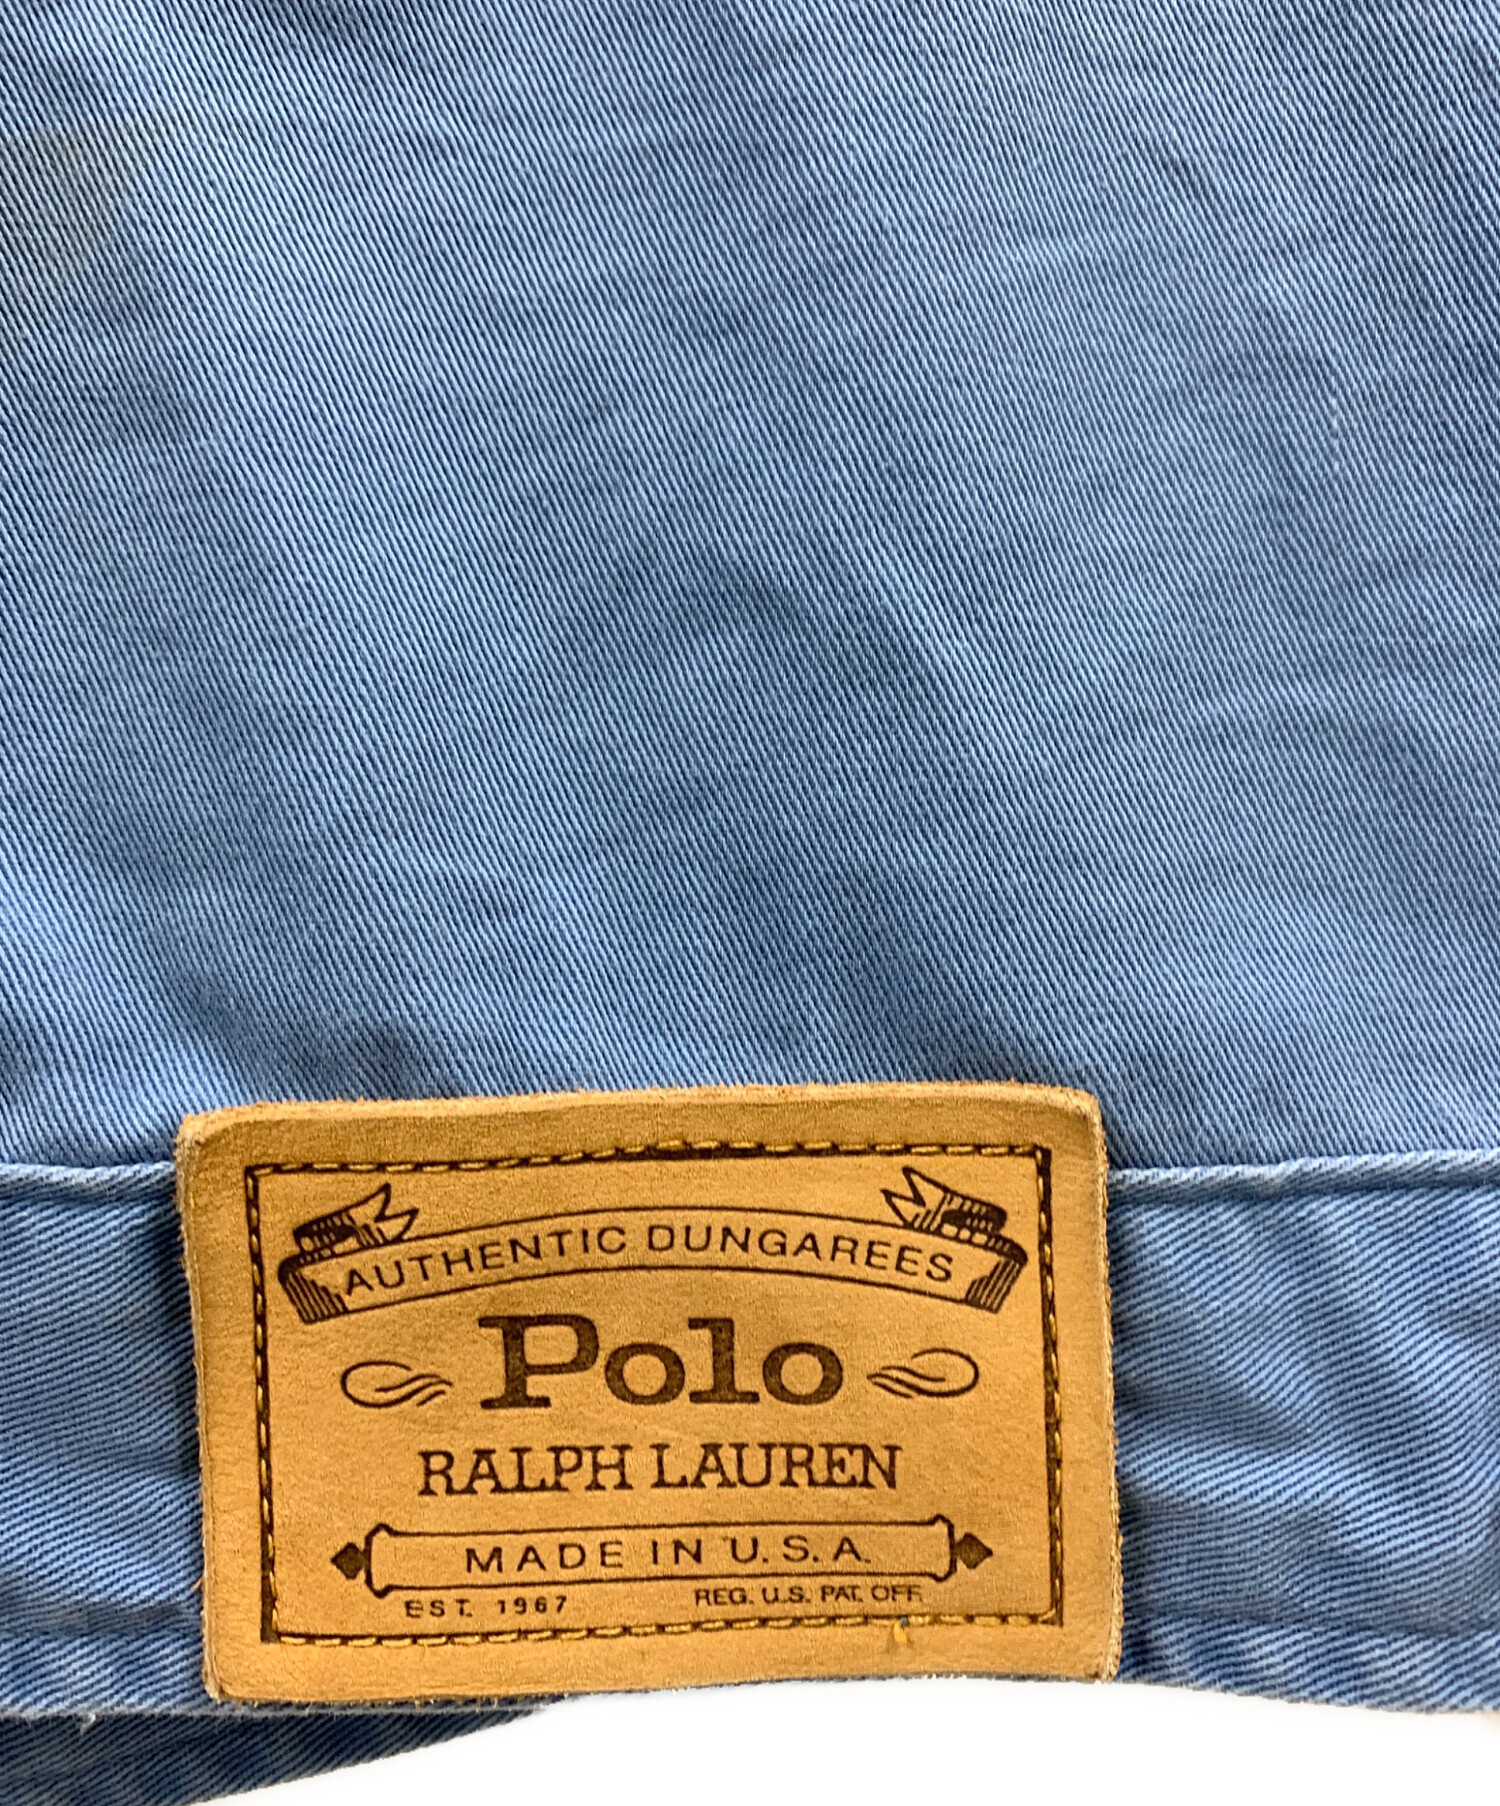 AUTHENTIC DUNGAREES
Polo
RALPH LAUREN
MADE IN U.S.A.
EST. 1967 REG. U.S. PAT. OFF.